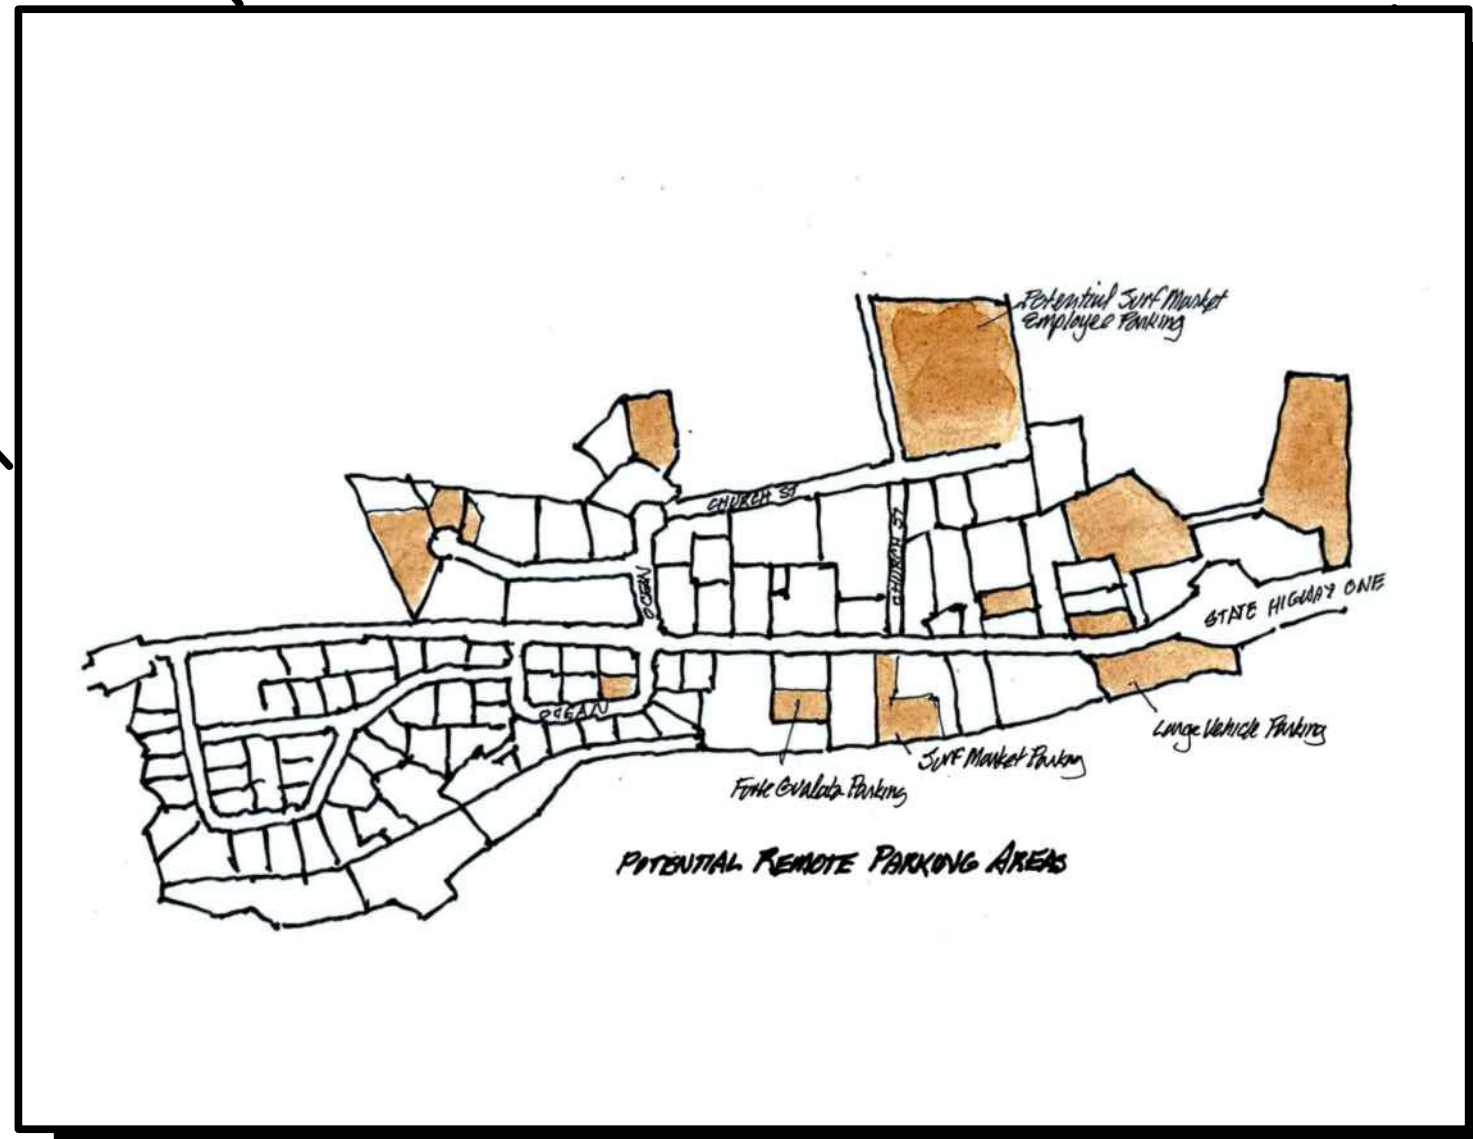 Potential Surf Market
Employee Parking
CHURCH ST
CHURCH ST
OCEAN
STATE HIGWAY ONE
OCEAN
Large Vehicle Parking
Surf Market Parking
Gualala Parking
POTENTIAL REMOTE PARKING AREAS